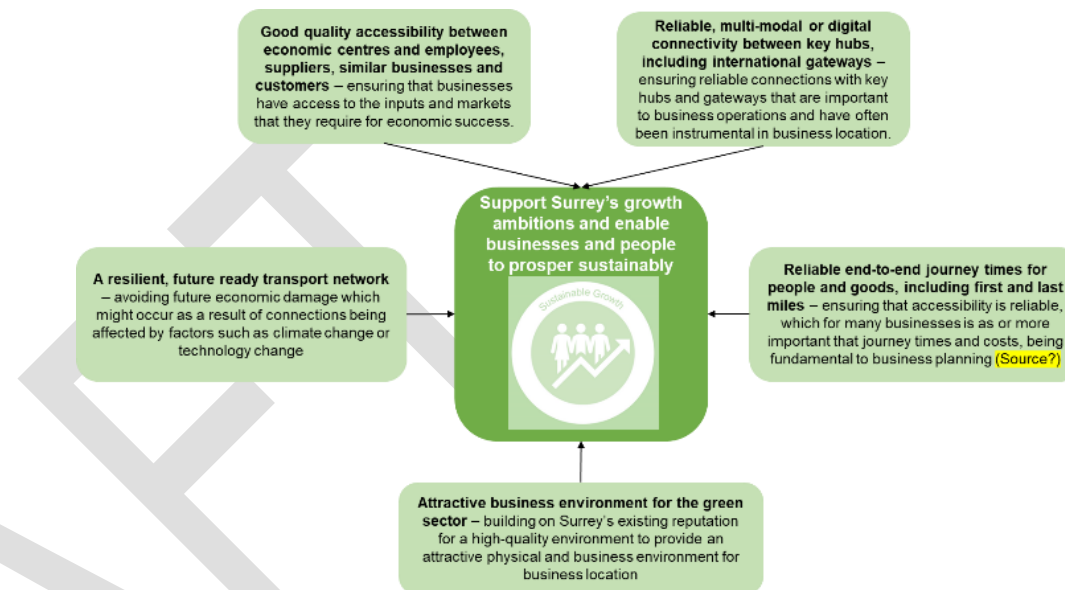 Good quality accessibility between
economic centres and employees,
suppliers, similar businesses and
customers – ensuring that businesses
have access to the inputs and markets
that they require for economic success.
Reliable, multi-modal or digital
connectivity between key hubs,
including international gateways –
ensuring reliable connections with key
hubs and gateways that are important
to business operations and have often
been instrumental in business location.
Support Surrey's growth
ambitions and enable
businesses and people
to prosper sustainably
Sustainable Growth
A resilient, future ready transport network
– avoiding future economic damage which
might occur as a result of connections being
affected by factors such as climate change or
technology change
Reliable end-to-end journey times for
people and goods, including first and last
miles – ensuring that accessibility is reliable,
which for many businesses is as or more
important that journey times and costs, being
fundamental to business planning (Source?)
Attractive business environment for the green
sector – building on Surrey's existing reputation
for a high-quality environment to provide an
attractive physical and business environment for
business location